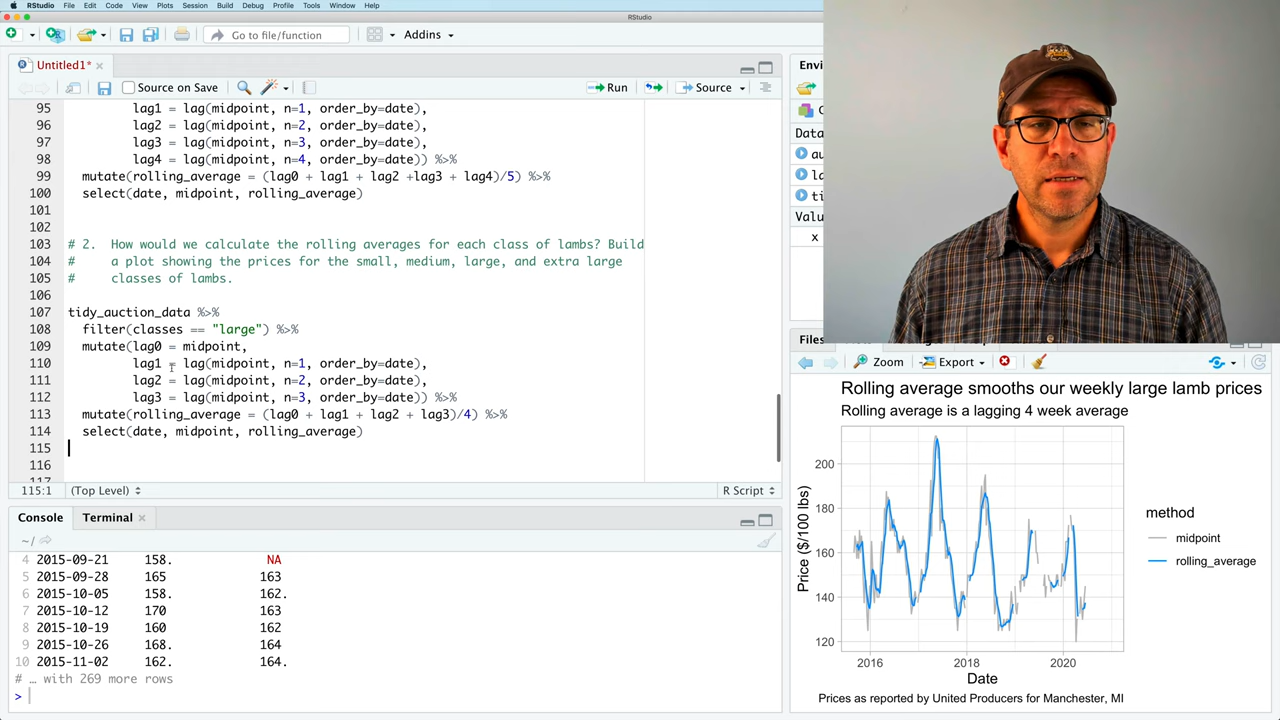 RStudio File Edit Code View Plots Session Build Debug Profile Tools Window Help
RStudio
Go to file/function
Addins
Untitled1*
Source on Save
Run
Source
95 lag1 = lag(midpoint, n=1, order_by=date),
96 lag2 = lag(midpoint, n=2, order_by=date),
97 lag3 = lag(midpoint, n=3, order_by=date),
98 lag4 = lag(midpoint, n=4, order_by=date)) %>%
99 mutate(rolling_average = (lag0 + lag1 + lag2 +lag3 + lag4)/5) %>%
100 select(date, midpoint, rolling_average)
101
102
103 # 2. How would we calculate the rolling averages for each class of lambs? Build
104 # a plot showing the prices for the small, medium, large, and extra large
105 # classes of lambs.
106
107 tidy_auction_data %>%
108 filter(classes == "large") %>%
109 mutate(lag0 = midpoint,
110 lag1 = lag(midpoint, n=1, order_by=date),
111 lag2 = lag(midpoint, n=2, order_by=date),
112 lag3 = lag(midpoint, n=3, order_by=date)) %>%
113 mutate(rolling_average = (lag0 + lag1 + lag2 + lag3)/4) %>%
114 select(date, midpoint, rolling_average)
115
116
115:1 (Top Level) R Script
Console Terminal
~/
4 2015-09-21 158. NA
5 2015-09-28 165 163
6 2015-10-05 158. 162.
7 2015-10-12 170 163
8 2015-10-19 160 162
9 2015-10-26 168. 164
10 2015-11-02 162. 164.
# … with 269 more rows
>
Envi
Data
au
la
ti
Valu
x
Files
Zoom Export
Rolling average smooths our weekly large lamb prices
Rolling average is a lagging 4 week average
Price ($/100 lbs)
200
180
160
140
120
2016 2018 2020
Date
method
midpoint
rolling_average
Prices as reported by United Producers for Manchester, MI